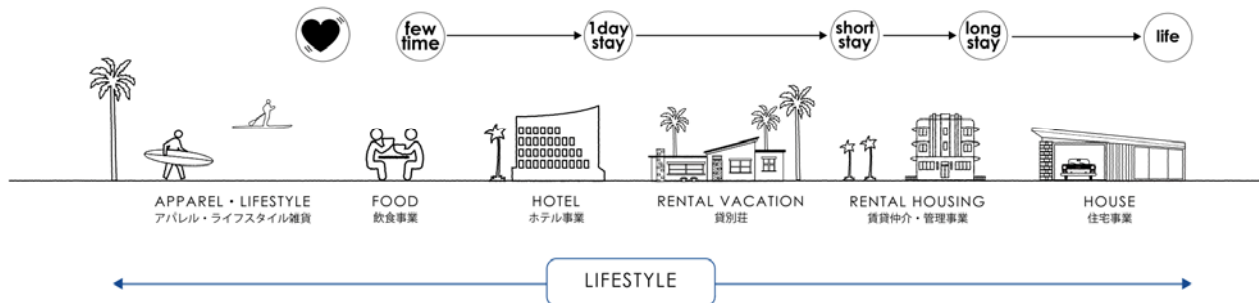 few
time
1day
stay
short
stay
long
stay
life
APPAREL・LIFESTYLE
アパレル・ライフスタイル雑貨
FOOD
飲食事業
HOTEL
ホテル事業
RENTAL VACATION
貸別荘
RENTAL HOUSING
賃貸仲介・管理事業
HOUSE
住宅事業
LIFESTYLE